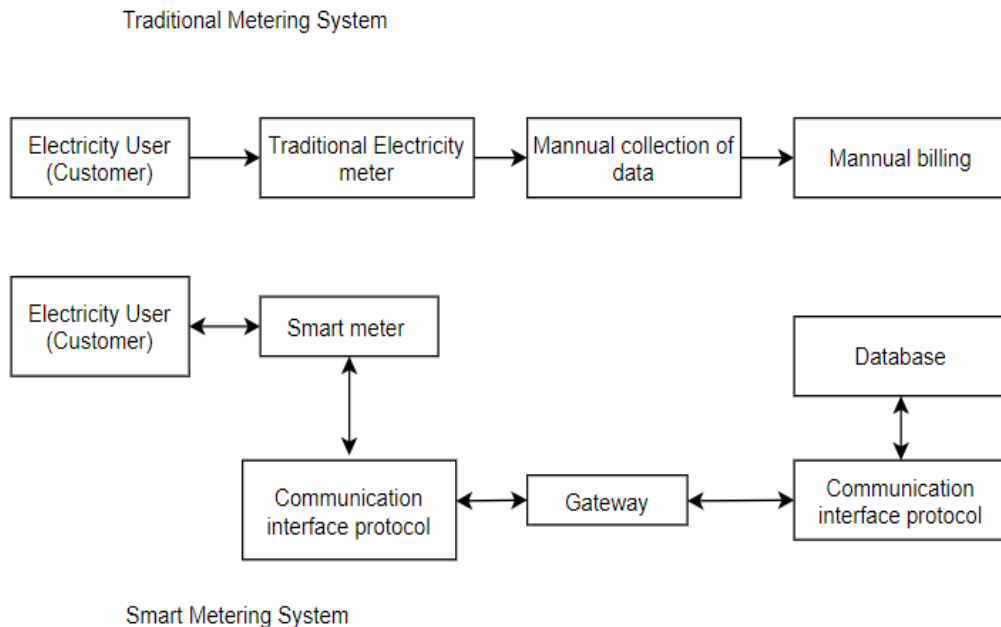 Traditional Metering System
Electricity User
(Customer)
Traditional Electricity
meter
Mannual collection of
data
Mannual billing
Electricity User
(Customer)
Smart meter
Database
Communication
interface protocol
Gateway
Communication
interface protocol
Smart Metering System